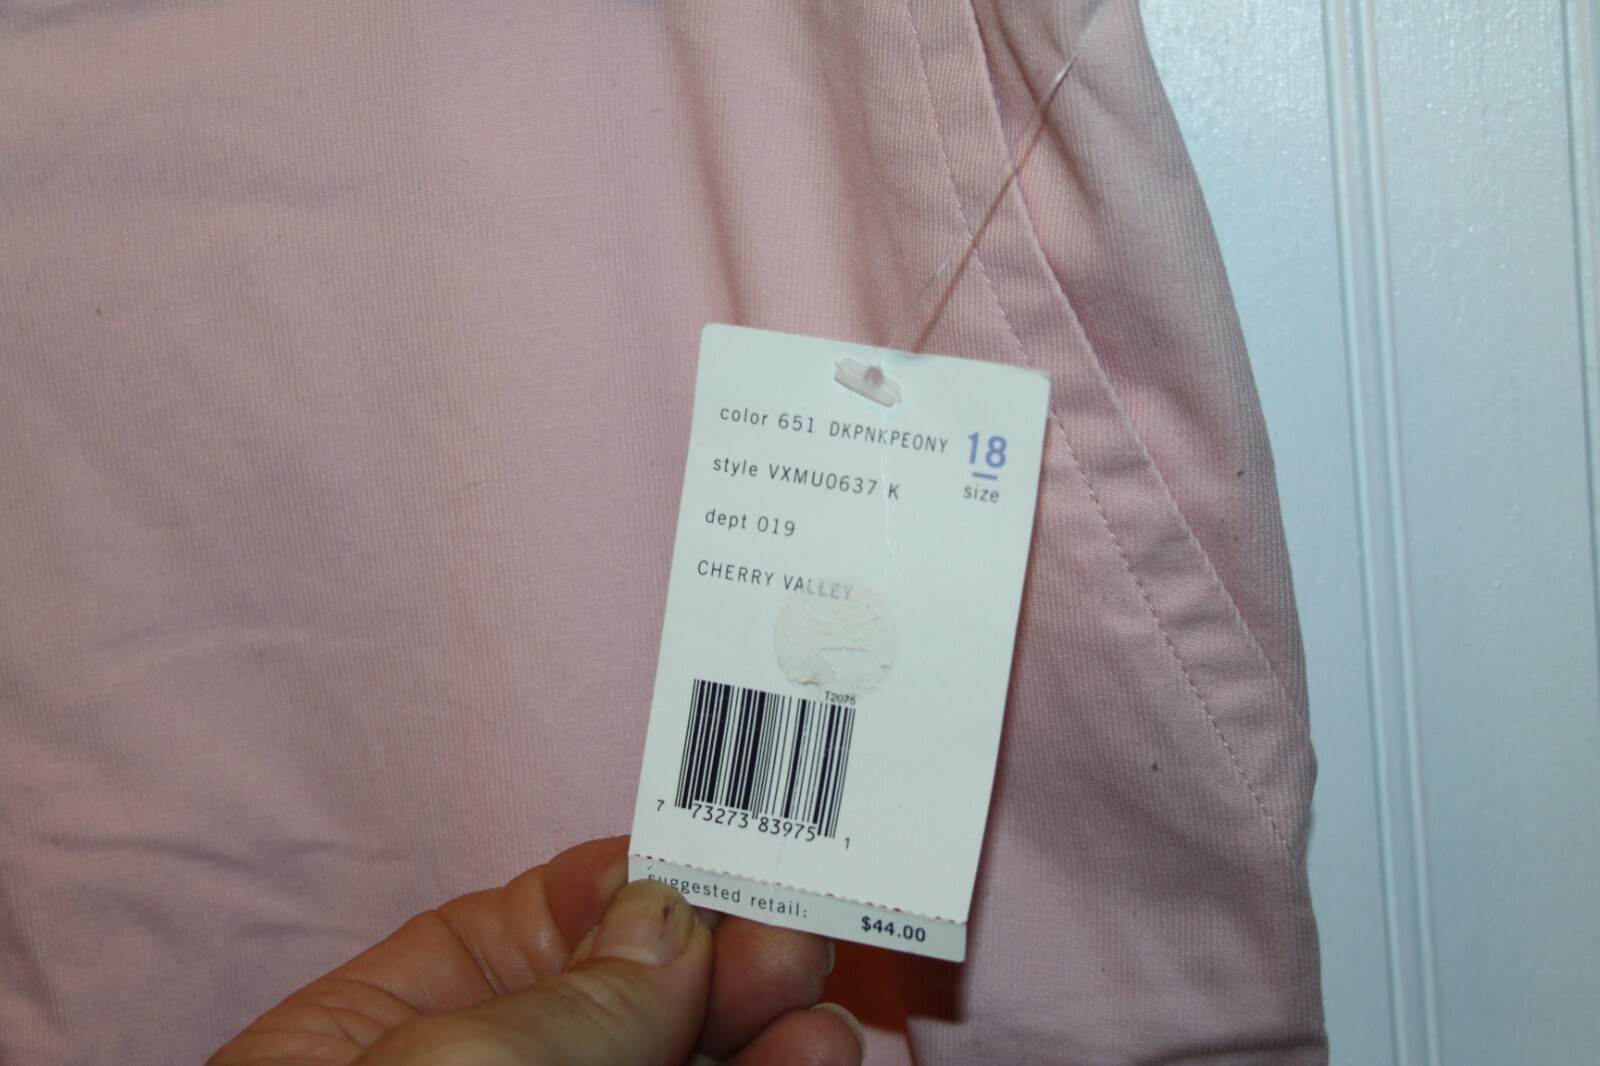 color 651 DKPNKPEONY
18
size
style VXMU0637 K
dept 019
CHERRY VALLEY
T2075
7 73273 83975 1
suggested retail: $44.00